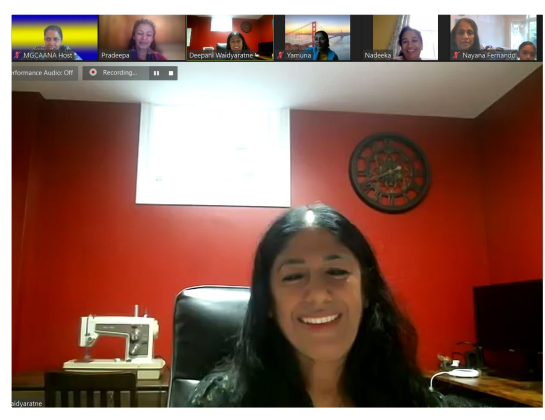 MGCAANA Host
Pradeepa
Deepani Waidyaratne
Yamuna
Nadeeka
Nayana Fernando
erformance Audio: Off
Recording...
aidyaratne